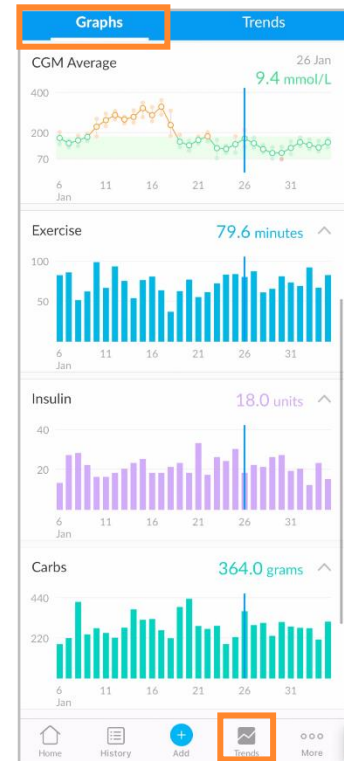 Graphs Trends
CGM Average 26 Jan
9.4 mmol/L
400
200
70
6 11 16 21 26 31
Jan
Exercise 79.6 minutes
100
50
6 11 16 21 26 31
Jan
Insulin 18.0 units
40
20
6 11 16 21 26 31
Jan
Carbs 364.0 grams
440
220
6 11 16 21 26 31
Jan
Home History Add Trends More